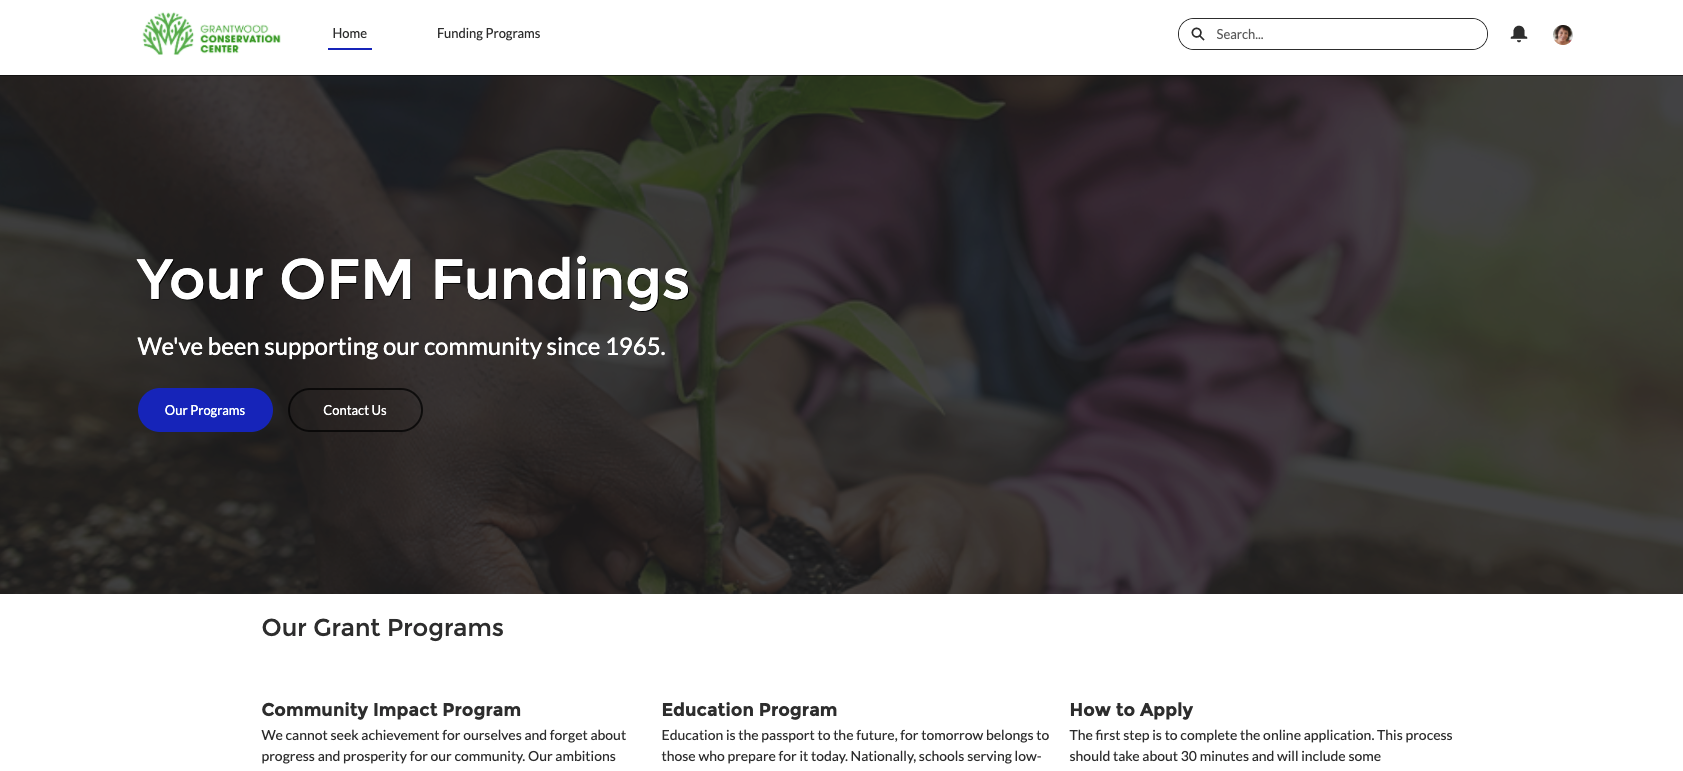 GRANTWOOD
CONSERVATION
CENTER
Home
Funding Programs
Search...
Your OFM Fundings
We've been supporting our community since 1965.
Our Programs
Contact Us
Our Grant Programs
Community Impact Program
We cannot seek achievement for ourselves and forget about
progress and prosperity for our community. Our ambitions
Education Program
Education is the passport to the future, for tomorrow belongs to
those who prepare for it today. Nationally, schools serving low-
How to Apply
The first step is to complete the online application. This process
should take about 30 minutes and will include some